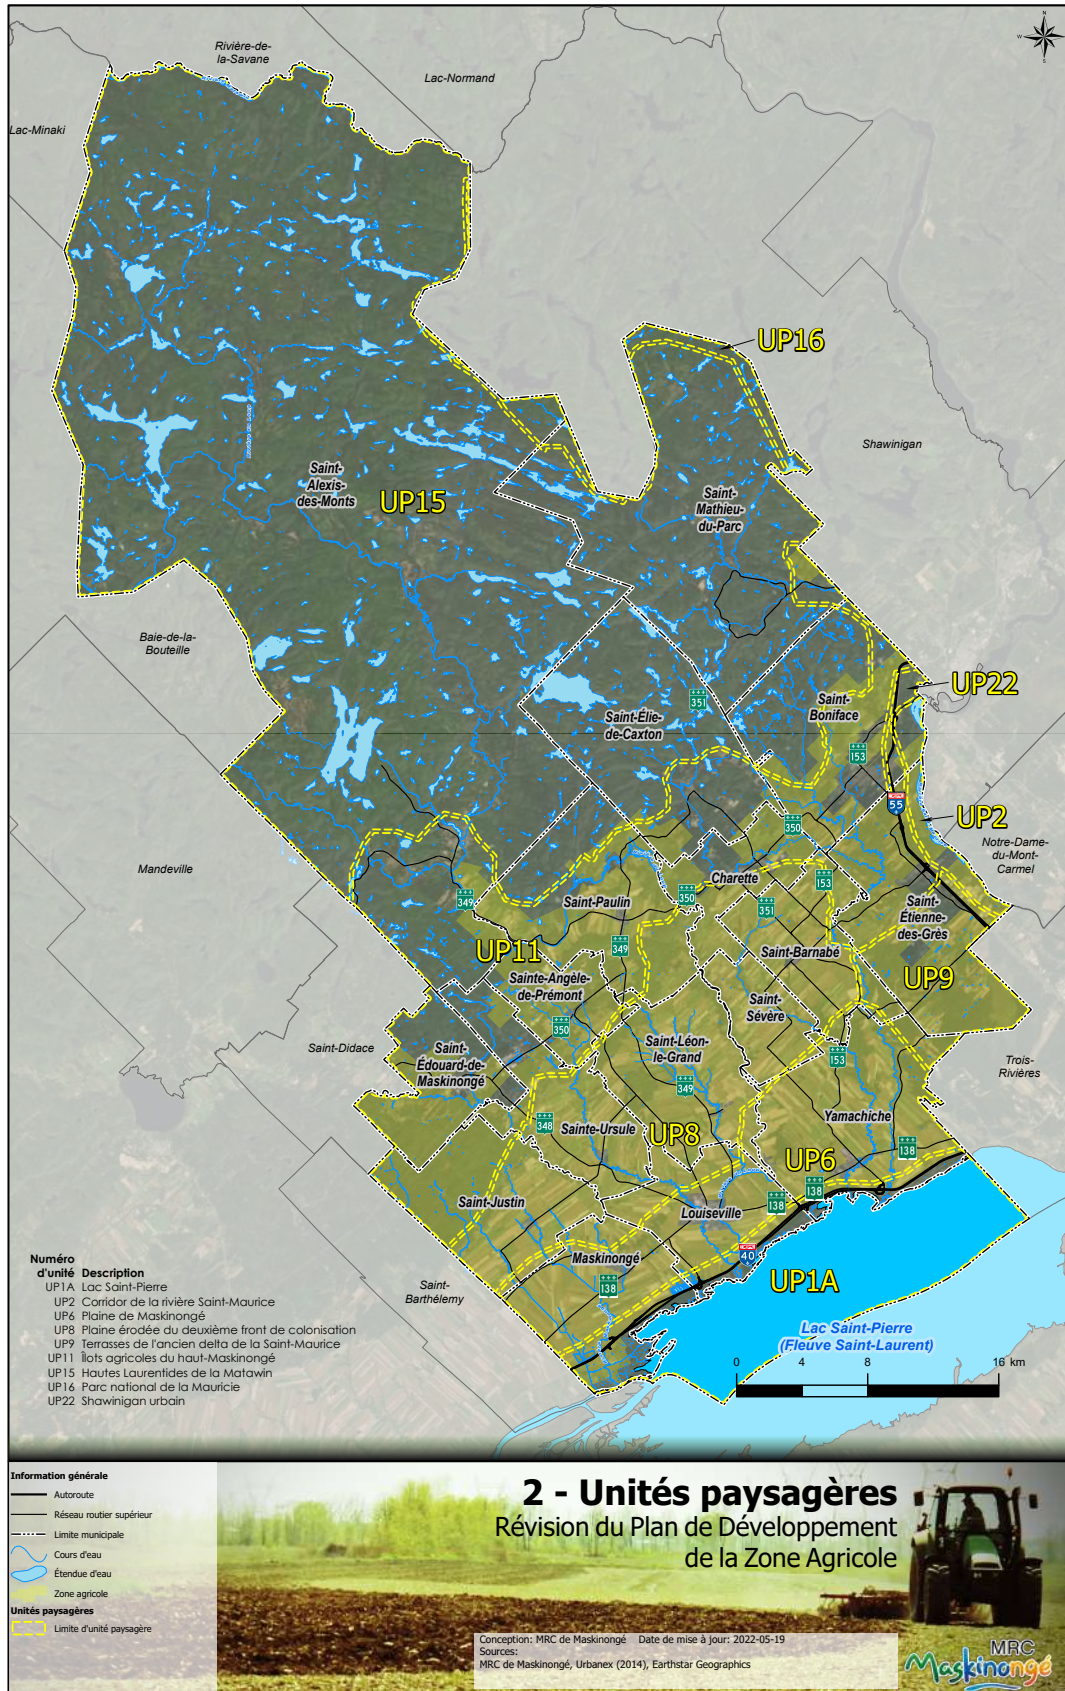 Rivière-de-
la-Savane
Lac-Normand
Lac-Minaki
N
W
S
UP16
Shawinigan
Saint-
Alexis-
des-Monts
UP15
Saint-
Mathieu-
du-Parc
Baie-de-la-
Bouteille
UP22
351
Saint-
Boniface
Saint-Élie-
de-Caxton
153
55
UP2
350
Notre-Dame-
du-Mont-
Carmel
Mandeville
Charette
153
349
350
Saint-Paulin
351
Saint-
Étienne-
des-Grès
349
UP11
Saint-Barnabé
Sainte-Angèle-
de-Prémont
UP9
Saint-
Sévère
350
Saint-Didace
Saint-
Édouard-de-
Maskinongé
Saint-Léon-
le-Grand
153
Trois-
Rivières
349
348
Sainte-Ursule
UP8
Yamachiche
138
UP6
138
Saint-Justin
138
Louiseville
Maskinongé
40
138
UP1A
Saint-
Barthélemy
Lac Saint-Pierre
(Fleuve Saint-Laurent)
0 4 8 16 km
Numéro
d'unité Description
UP1A Lac Saint-Pierre
UP2 Corridor de la rivière Saint-Maurice
UP6 Plaine de Maskinongé
UP8 Plaine érodée du deuxième front de colonisation
UP9 Terrasses de l'ancien delta de la Saint-Maurice
UP11 Îlots agricoles du haut-Maskinongé
UP15 Hautes Laurentides de la Matawin
UP16 Parc national de la Mauricie
UP22 Shawinigan urbain
Information générale
Autoroute
Réseau routier supérieur
Limite municipale
Cours d'eau
Étendue d'eau
Zone agricole
Unités paysagères
Limite d'unité paysagère
2 - Unités paysagères
Révision du Plan de Développement
de la Zone Agricole
Conception: MRC de Maskinongé Date de mise à jour: 2022-05-19
Sources:
MRC de Maskinongé, Urbanex (2014), Earthstar Geographics
MRC
Maskinongé